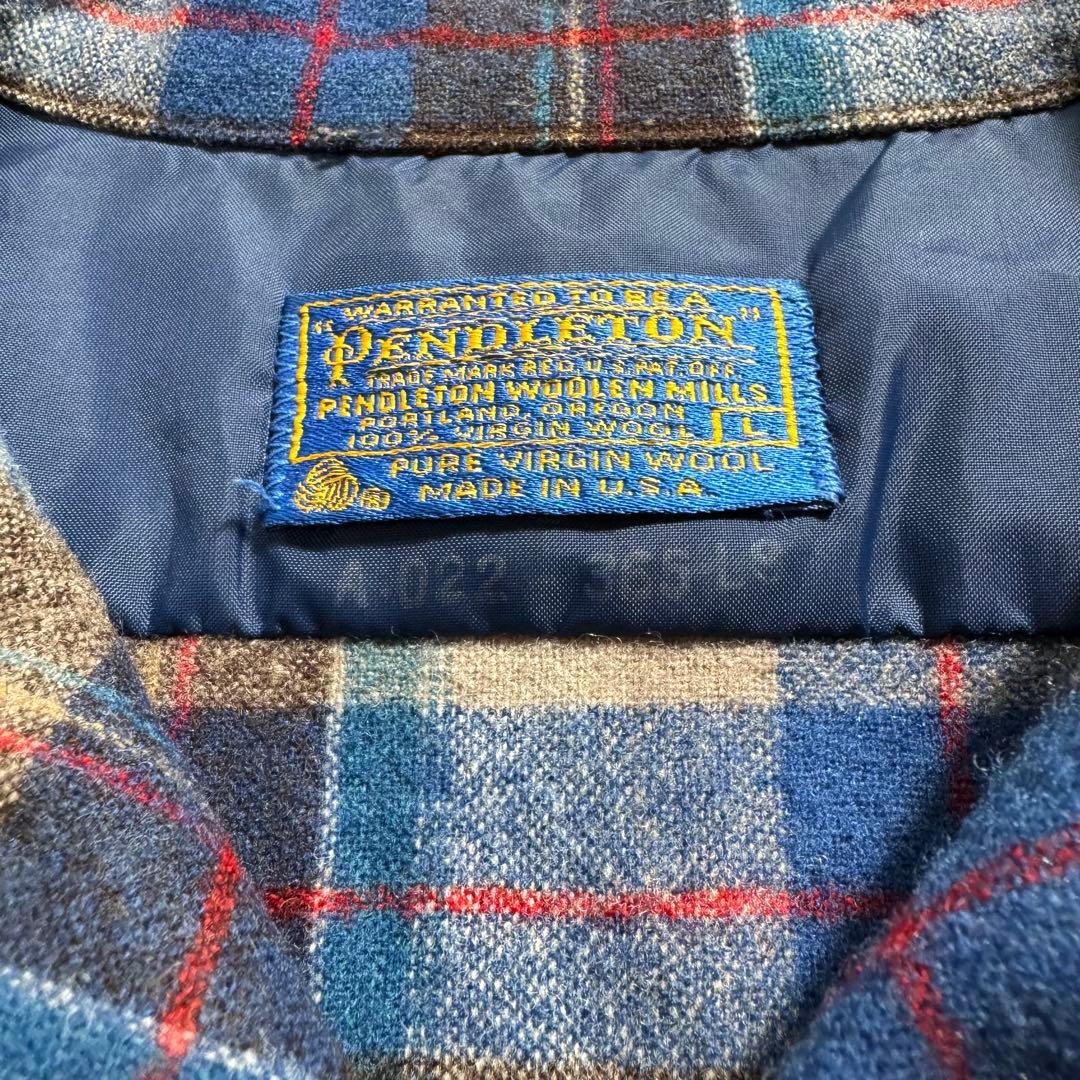 WARRANTED TO BE A
"PENDLETON"
TRADE MARK REG. U.S. PAT. OFF.
PENDLETON WOOLEN MILLS
PORTLAND, OREGON
100% VIRGIN WOOL L
PURE VIRGIN WOOL
MADE IN U.S.A.
A 022